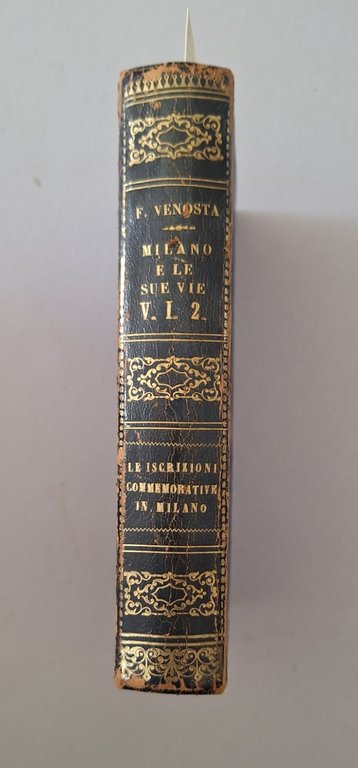 F. VENOSTA
MILANO
E LE
SUE VIE
V. I. 2.
LE ISCRIZIONI
COMMEMORATIVE
IN MILANO